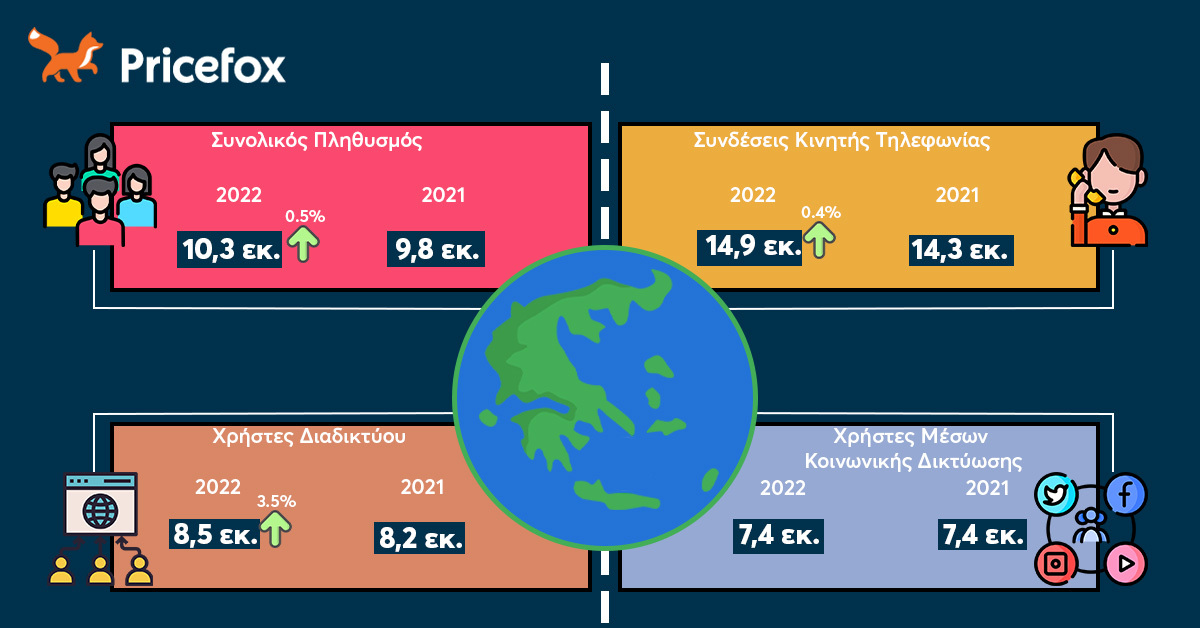 Pricefox
Συνολικός Πληθυσμός
2022
2021
0.5%
10,3 εκ.
9,8 εκ.
Συνδέσεις Κινητής Τηλεφωνίας
2022
2021
0.4%
14,9 εκ.
14,3 εκ.
Χρήστες Διαδικτύου
2022
2021
3.5%
8,5 εκ.
8,2 εκ.
Χρήστες Μέσων
Κοινωνικής Δικτύωσης
2022
2021
7,4 εκ.
7,4 εκ.